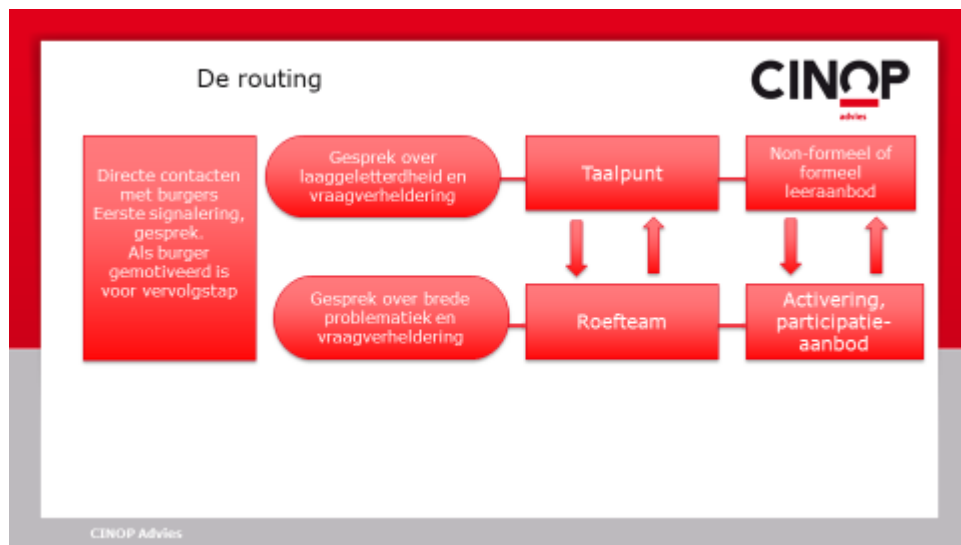 De routing
CINOP
advies
Directe contacten
met burgers
Eerste signalering,
gesprek.
Als burger
gemotiveerd is
voor vervolgstap
Gesprek over
laaggeletterdheid en
vraagverheldering
Taalpunt
Non-formeel of
formeel
leeraanbod
Gesprek over brede
problematiek en
vraagverheldering
Roefteam
Activering,
participatie-
aanbod
CINOP Advies